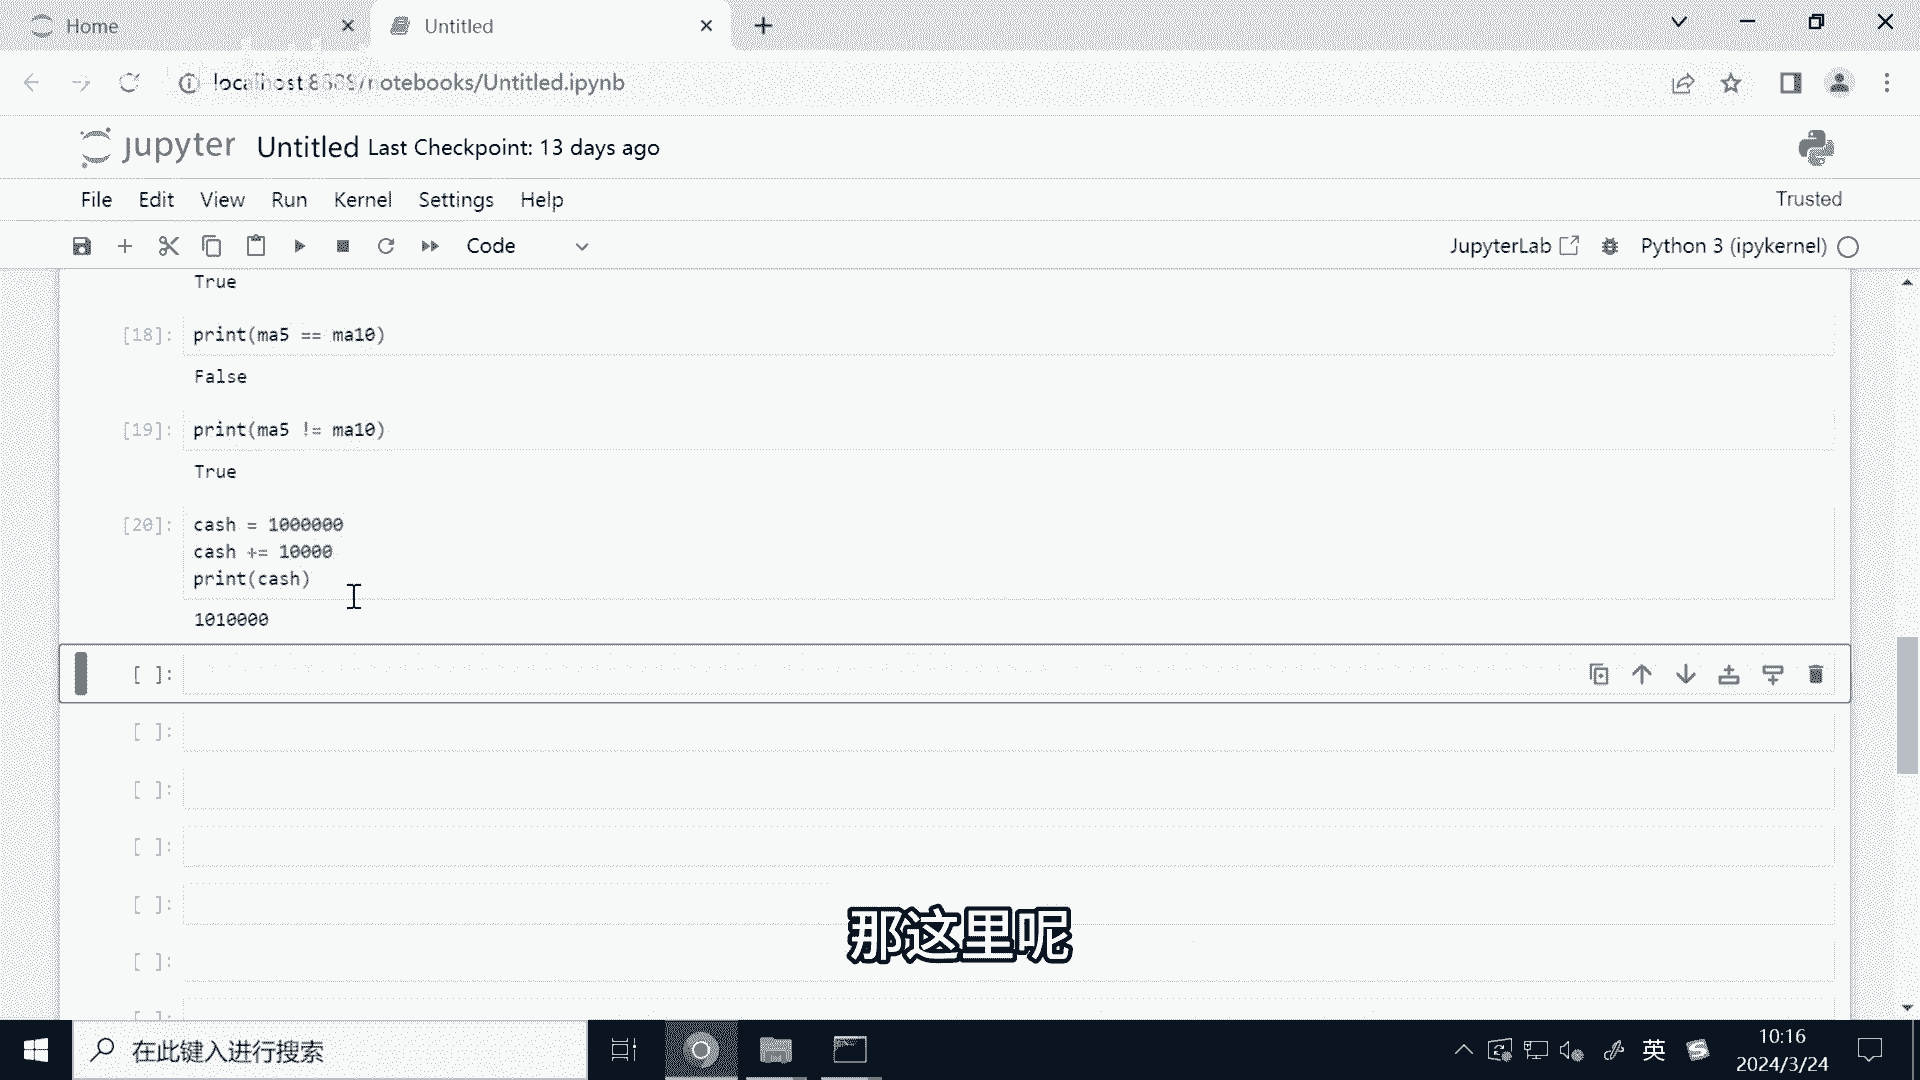 Home
Untitled
localhost:8888/notebooks/Untitled.ipynb
jupyter Untitled Last Checkpoint: 13 days ago
File Edit View Run Kernel Settings Help Trusted
Code JupyterLab Python 3 (ipykernel)
True
[18]: print(ma5 == ma10)
False
[19]: print(ma5 != ma10)
True
[20]: cash = 1000000
cash += 10000
print(cash)
1010000
[ ]:
[ ]:
[ ]:
[ ]:
[ ]:
那这里呢
[ ]:
[ ]:
在此键入进行搜索
英
10:16
2024/3/24